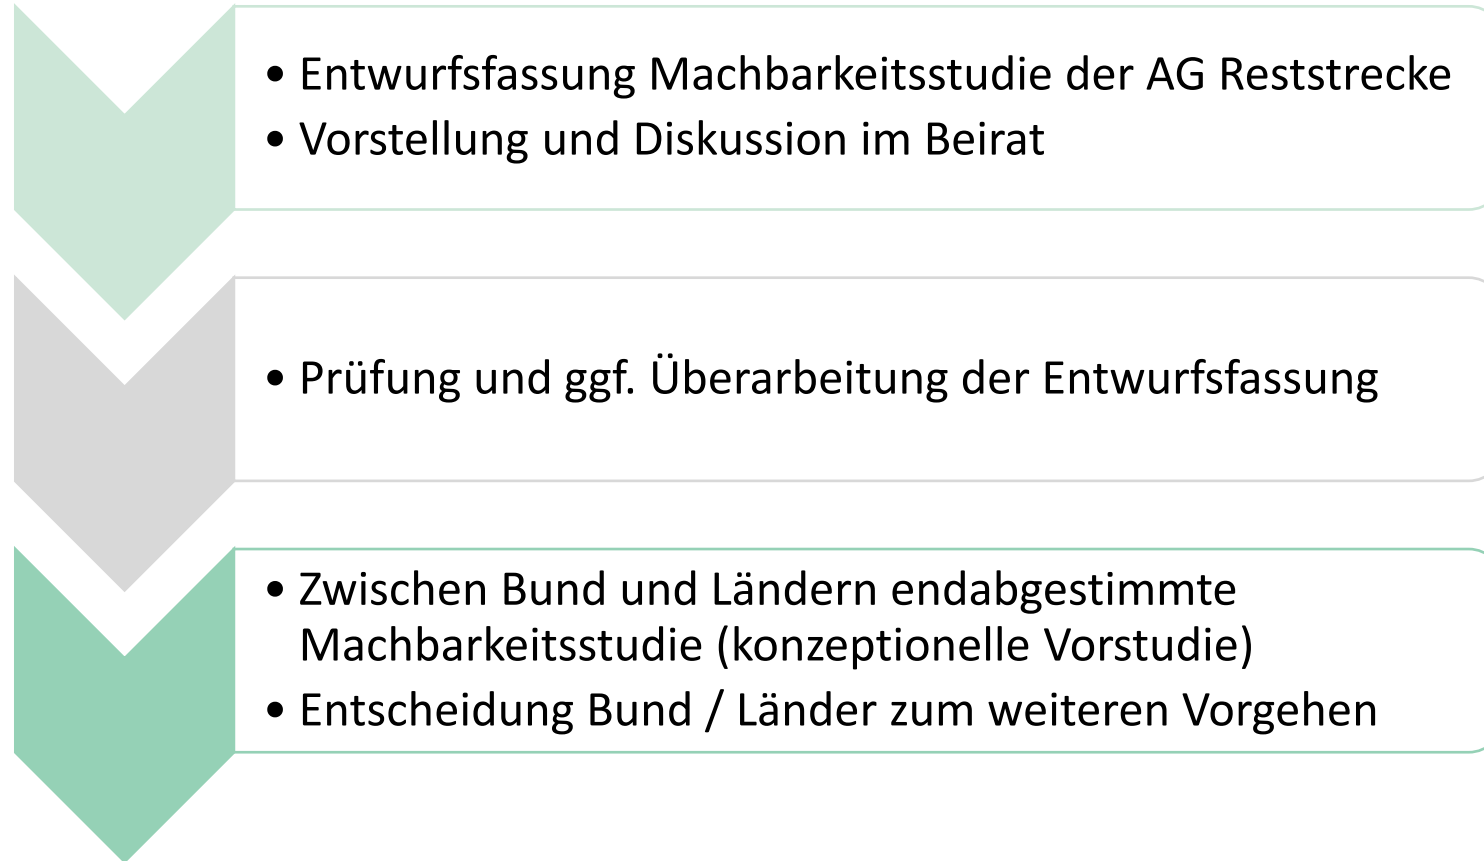 • Entwurfsfassung Machbarkeitsstudie der AG Reststrecke
• Vorstellung und Diskussion im Beirat
• Prüfung und ggf. Überarbeitung der Entwurfsfassung
• Zwischen Bund und Ländern endabgestimmte
Machbarkeitsstudie (konzeptionelle Vorstudie)
• Entscheidung Bund / Länder zum weiteren Vorgehen